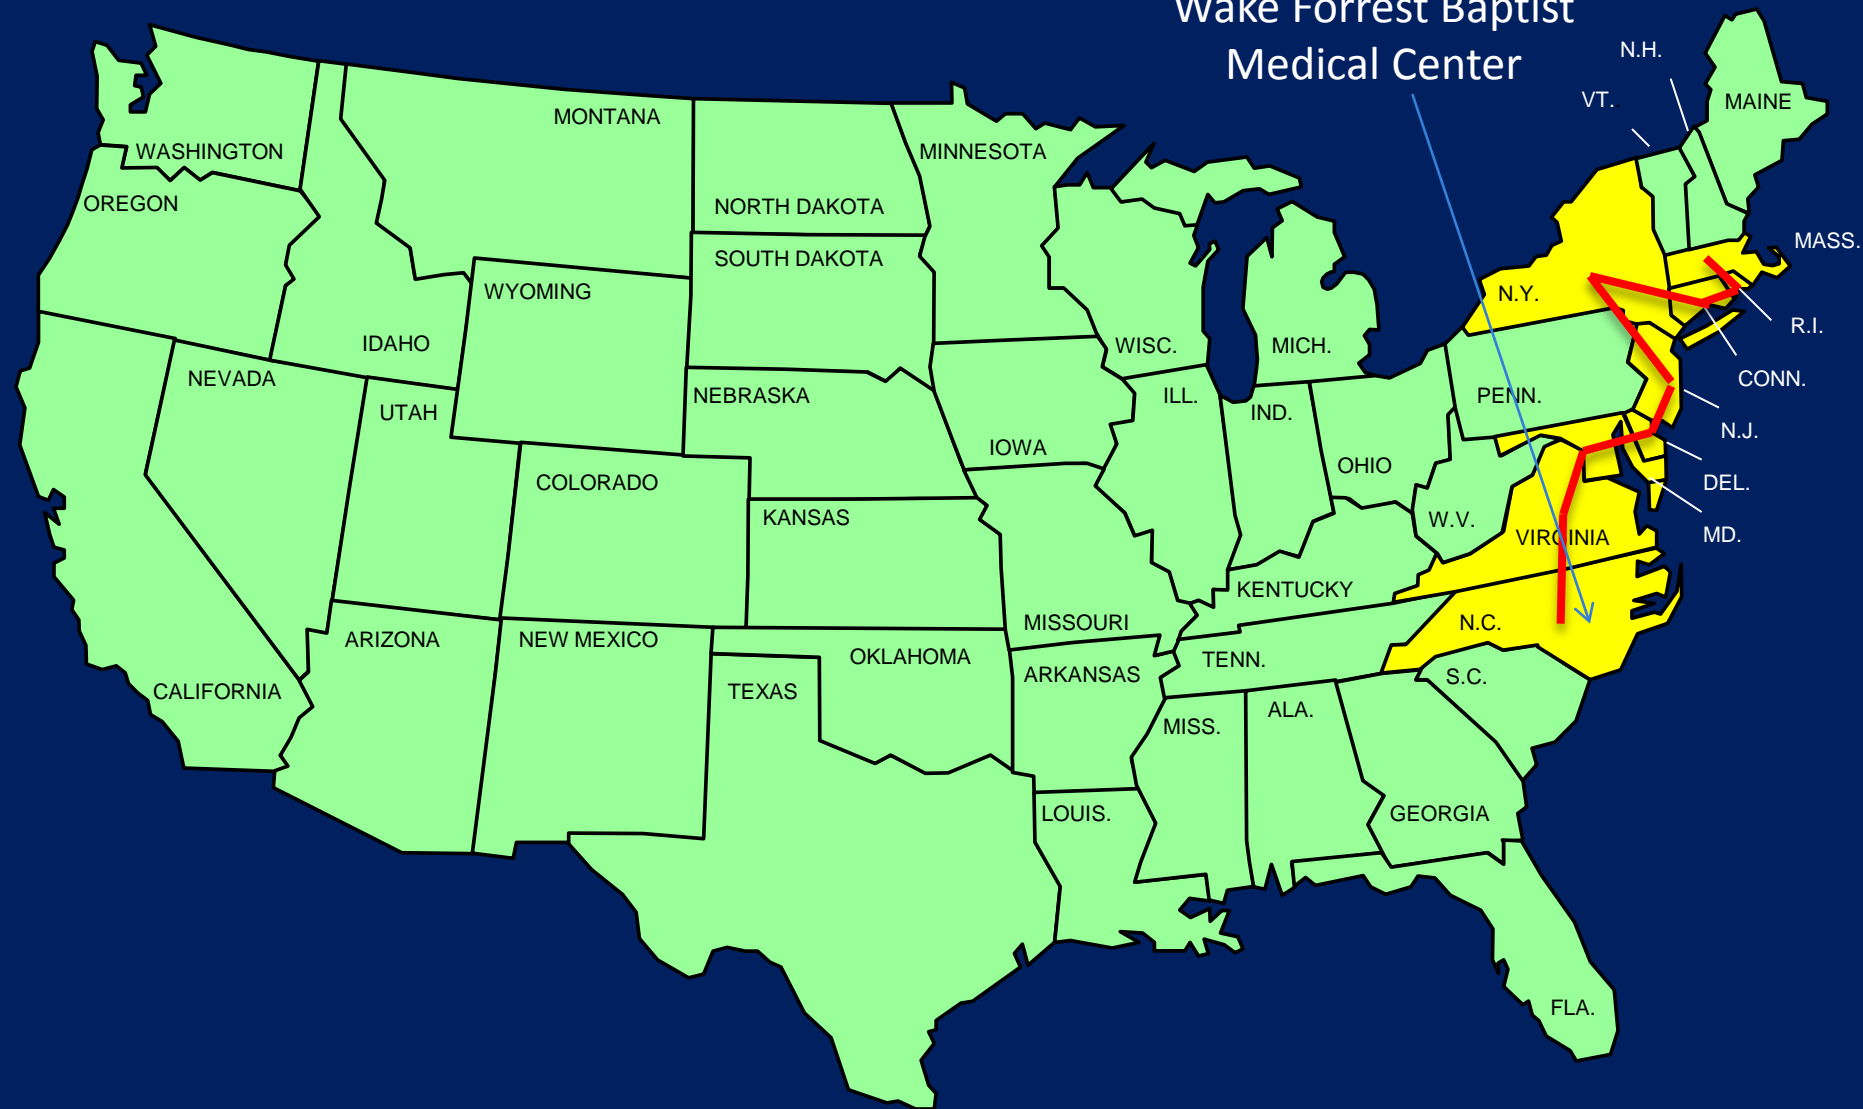 Wake Forrest Baptist
Medical Center
N.H.
VT.
MAINE
MONTANA
WASHINGTON
MINNESOTA
OREGON
NORTH DAKOTA
MASS.
SOUTH DAKOTA
WYOMING
N.Y.
R.I.
IDAHO
WISC.
MICH.
NEVADA
CONN.
UTAH
NEBRASKA
ILL.
IND.
PENN.
N.J.
IOWA
OHIO
COLORADO
DEL.
KANSAS
W.V.
VIRGINIA
MD.
KENTUCKY
MISSOURI
N.C.
ARIZONA
NEW MEXICO
OKLAHOMA
TENN.
ARKANSAS
S.C.
CALIFORNIA
TEXAS
ALA.
MISS.
LOUIS.
GEORGIA
FLA.